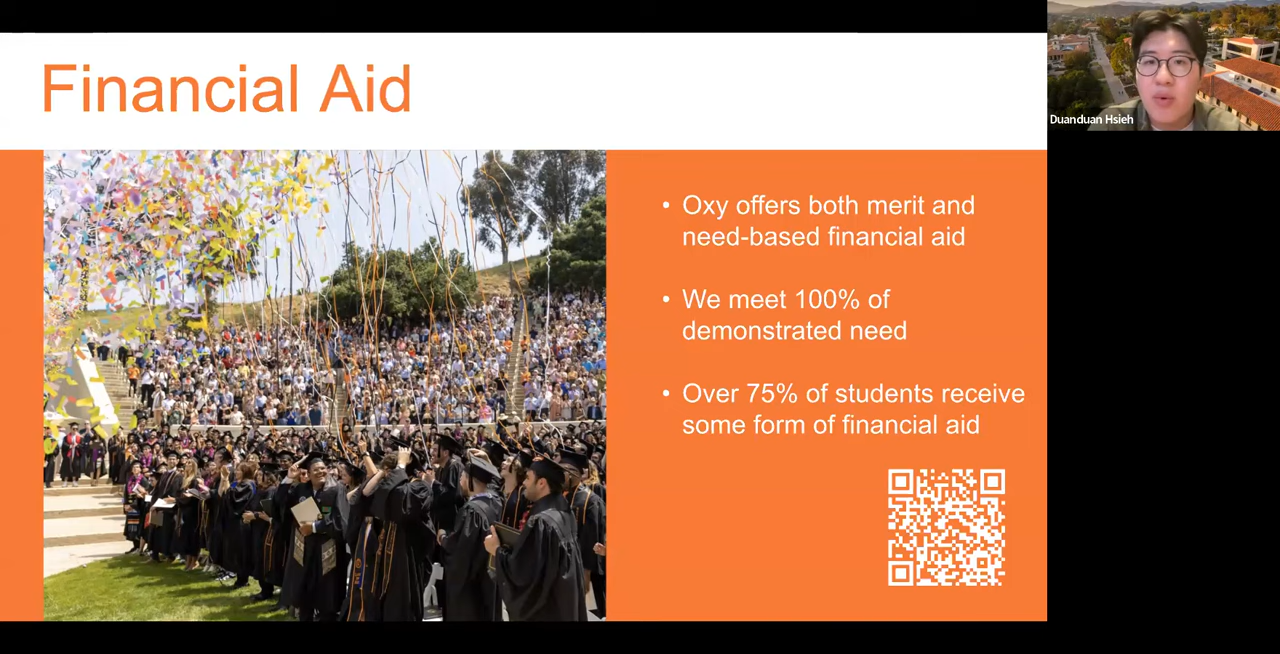 Financial Aid
Duanduan Hsieh
• Oxy offers both merit and
need-based financial aid
• We meet 100% of
demonstrated need
• Over 75% of students receive
some form of financial aid